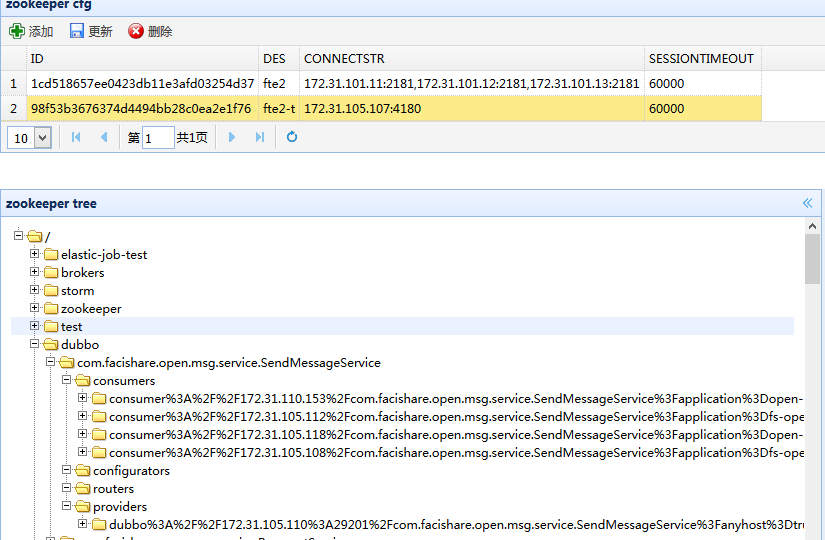 zookeeper cfg
添加 更新 删除
ID DES CONNECTSTR SESSIONTIMEOUT
1 1cd518657ee0423db11e3afd03254d37 fte2 172.31.101.11:2181,172.31.101.12:2181,172.31.101.13:2181 60000
2 98f53b3676374d4494bb28c0ea2e1f76 fte2-t 172.31.105.107:4180 60000
10 第 1 共1页
zookeeper tree
/
elastic-job-test
brokers
storm
zookeeper
test
dubbo
com.facishare.open.msg.service.SendMessageService
consumers
consumer%3A%2F%2F172.31.110.153%2Fcom.facishare.open.msg.service.SendMessageService%3Fapplication%3Dopen-
consumer%3A%2F%2F172.31.105.112%2Fcom.facishare.open.msg.service.SendMessageService%3Fapplication%3Dfs-ope
consumer%3A%2F%2F172.31.105.118%2Fcom.facishare.open.msg.service.SendMessageService%3Fapplication%3Dopen-
consumer%3A%2F%2F172.31.105.108%2Fcom.facishare.open.msg.service.SendMessageService%3Fapplication%3Dfs-ope
configurators
routers
providers
dubbo%3A%2F%2F172.31.105.110%3A29201%2Fcom.facishare.open.msg.service.SendMessageService%3Fanyhost%3Dtru